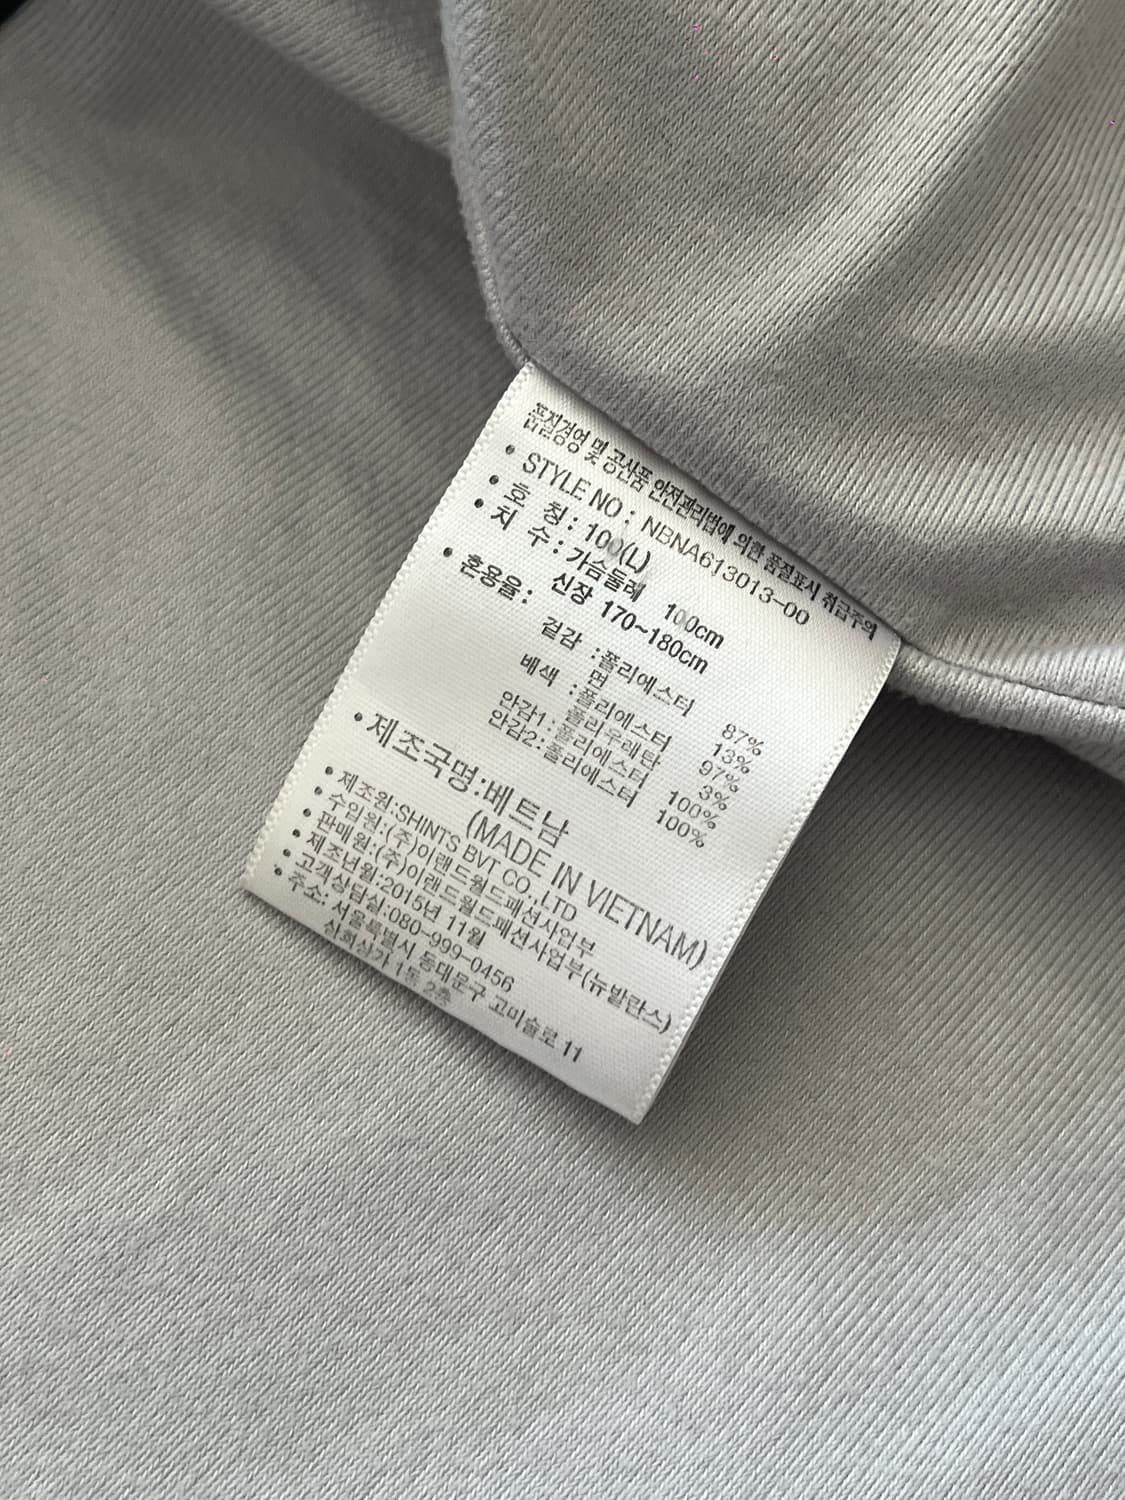 품질경영 및 공산품 안전관리법에 의한 품질표시 취급주의
• STYLE NO : NBNA613013-00
• 호 칭 : 100(L)
• 치 수 : 가슴둘레 100cm
신장 170~180cm
• 혼용율 :
겉감 : 폴리에스터 87%
면 13%
배색 : 폴리에스터 97%
폴리우레탄 3%
안감1 : 폴리에스터 100%
안감2 : 폴리에스터 100%
• 제조국명 : 베트남
(MADE IN VIETNAM)
• 제조원:SHINTS BVT CO.,LTD
• 수입원:(주)이랜드월드패션사업부
• 판매원:(주)이랜드월드패션사업부(뉴발란스)
• 제조년월:2015년 11월
• 고객상담실:080-999-0456
• 주소: 서울특별시 동대문구 고미술로 11
1동 2층